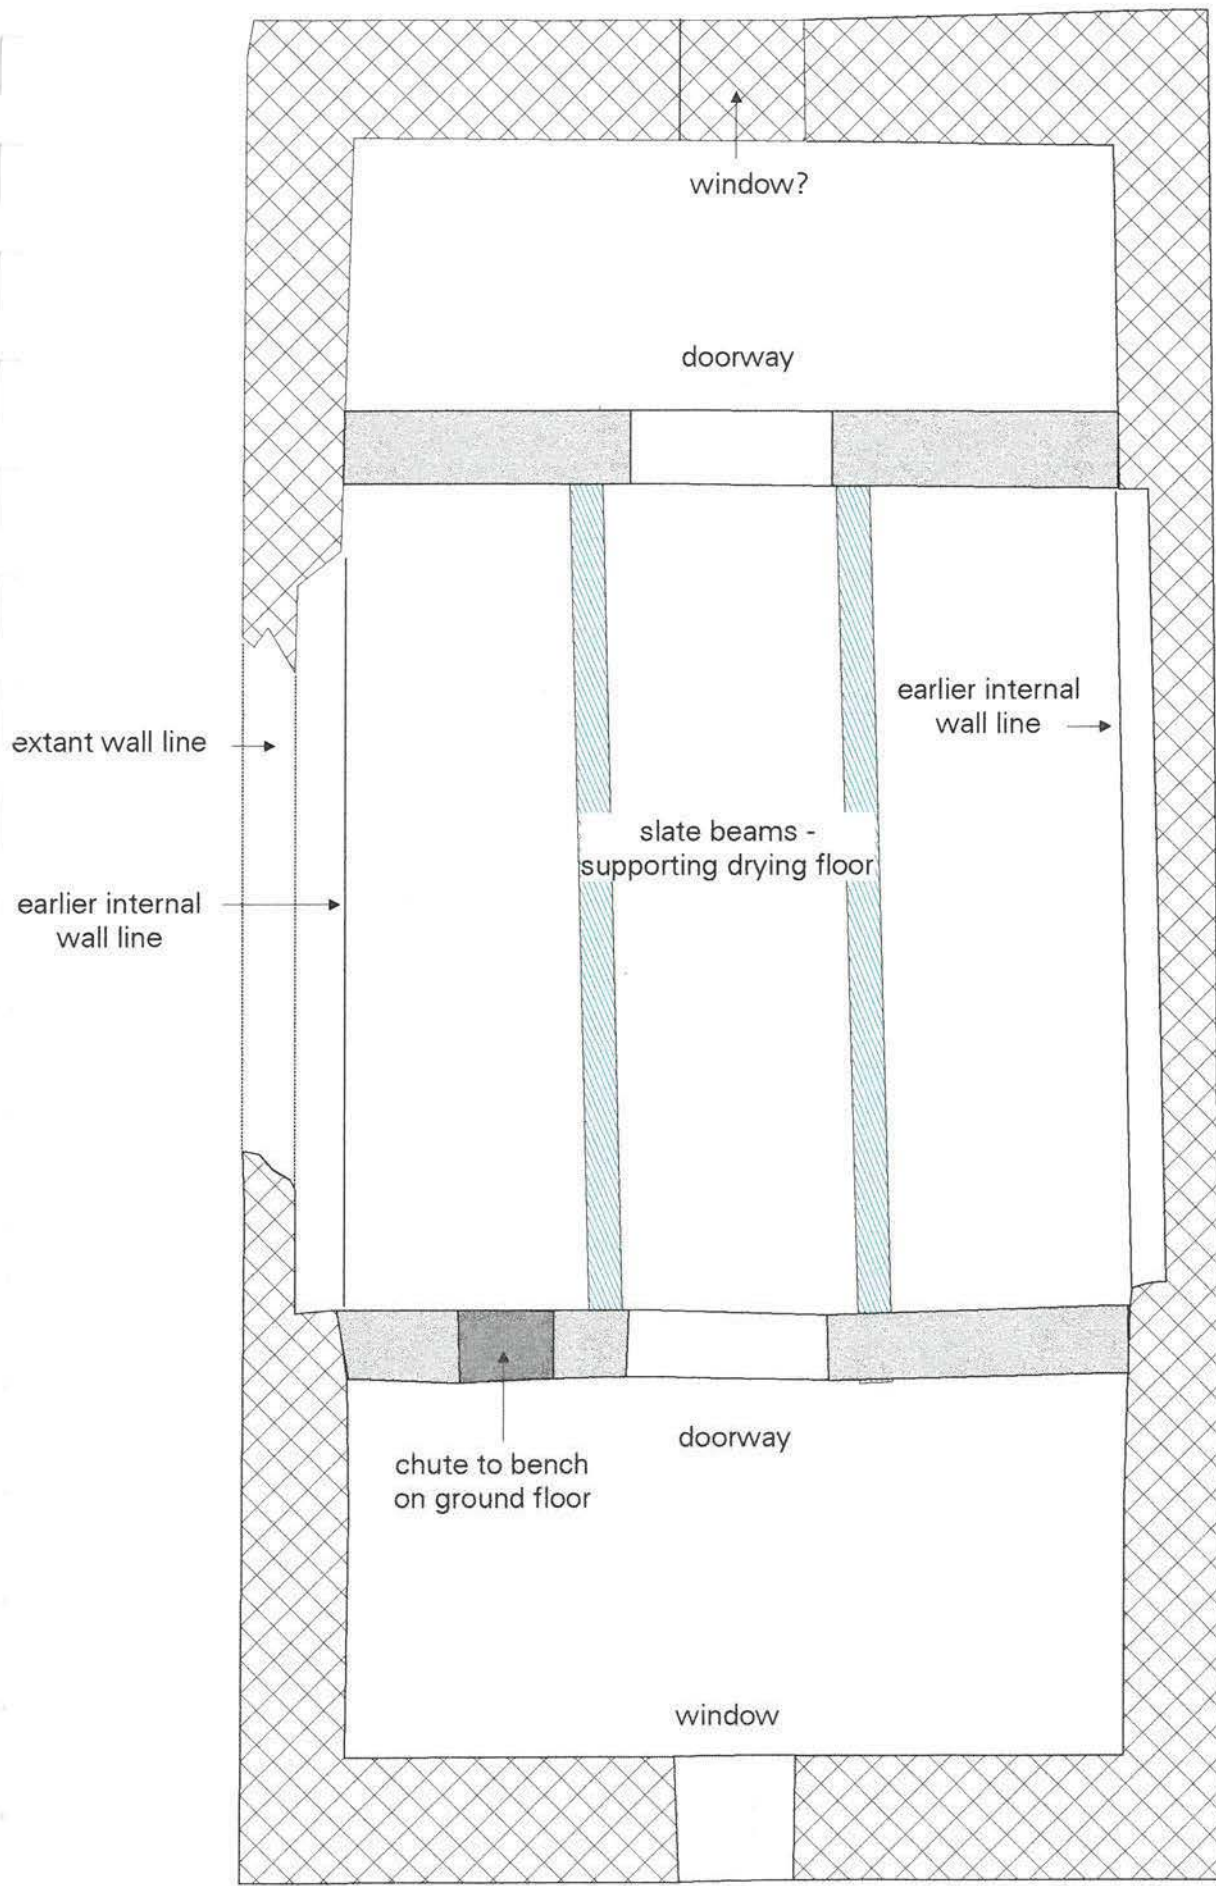 window?
doorway
earlier internal
wall line
extant wall line
slate beams -
supporting drying floor
earlier internal
wall line
doorway
chute to bench
on ground floor
window